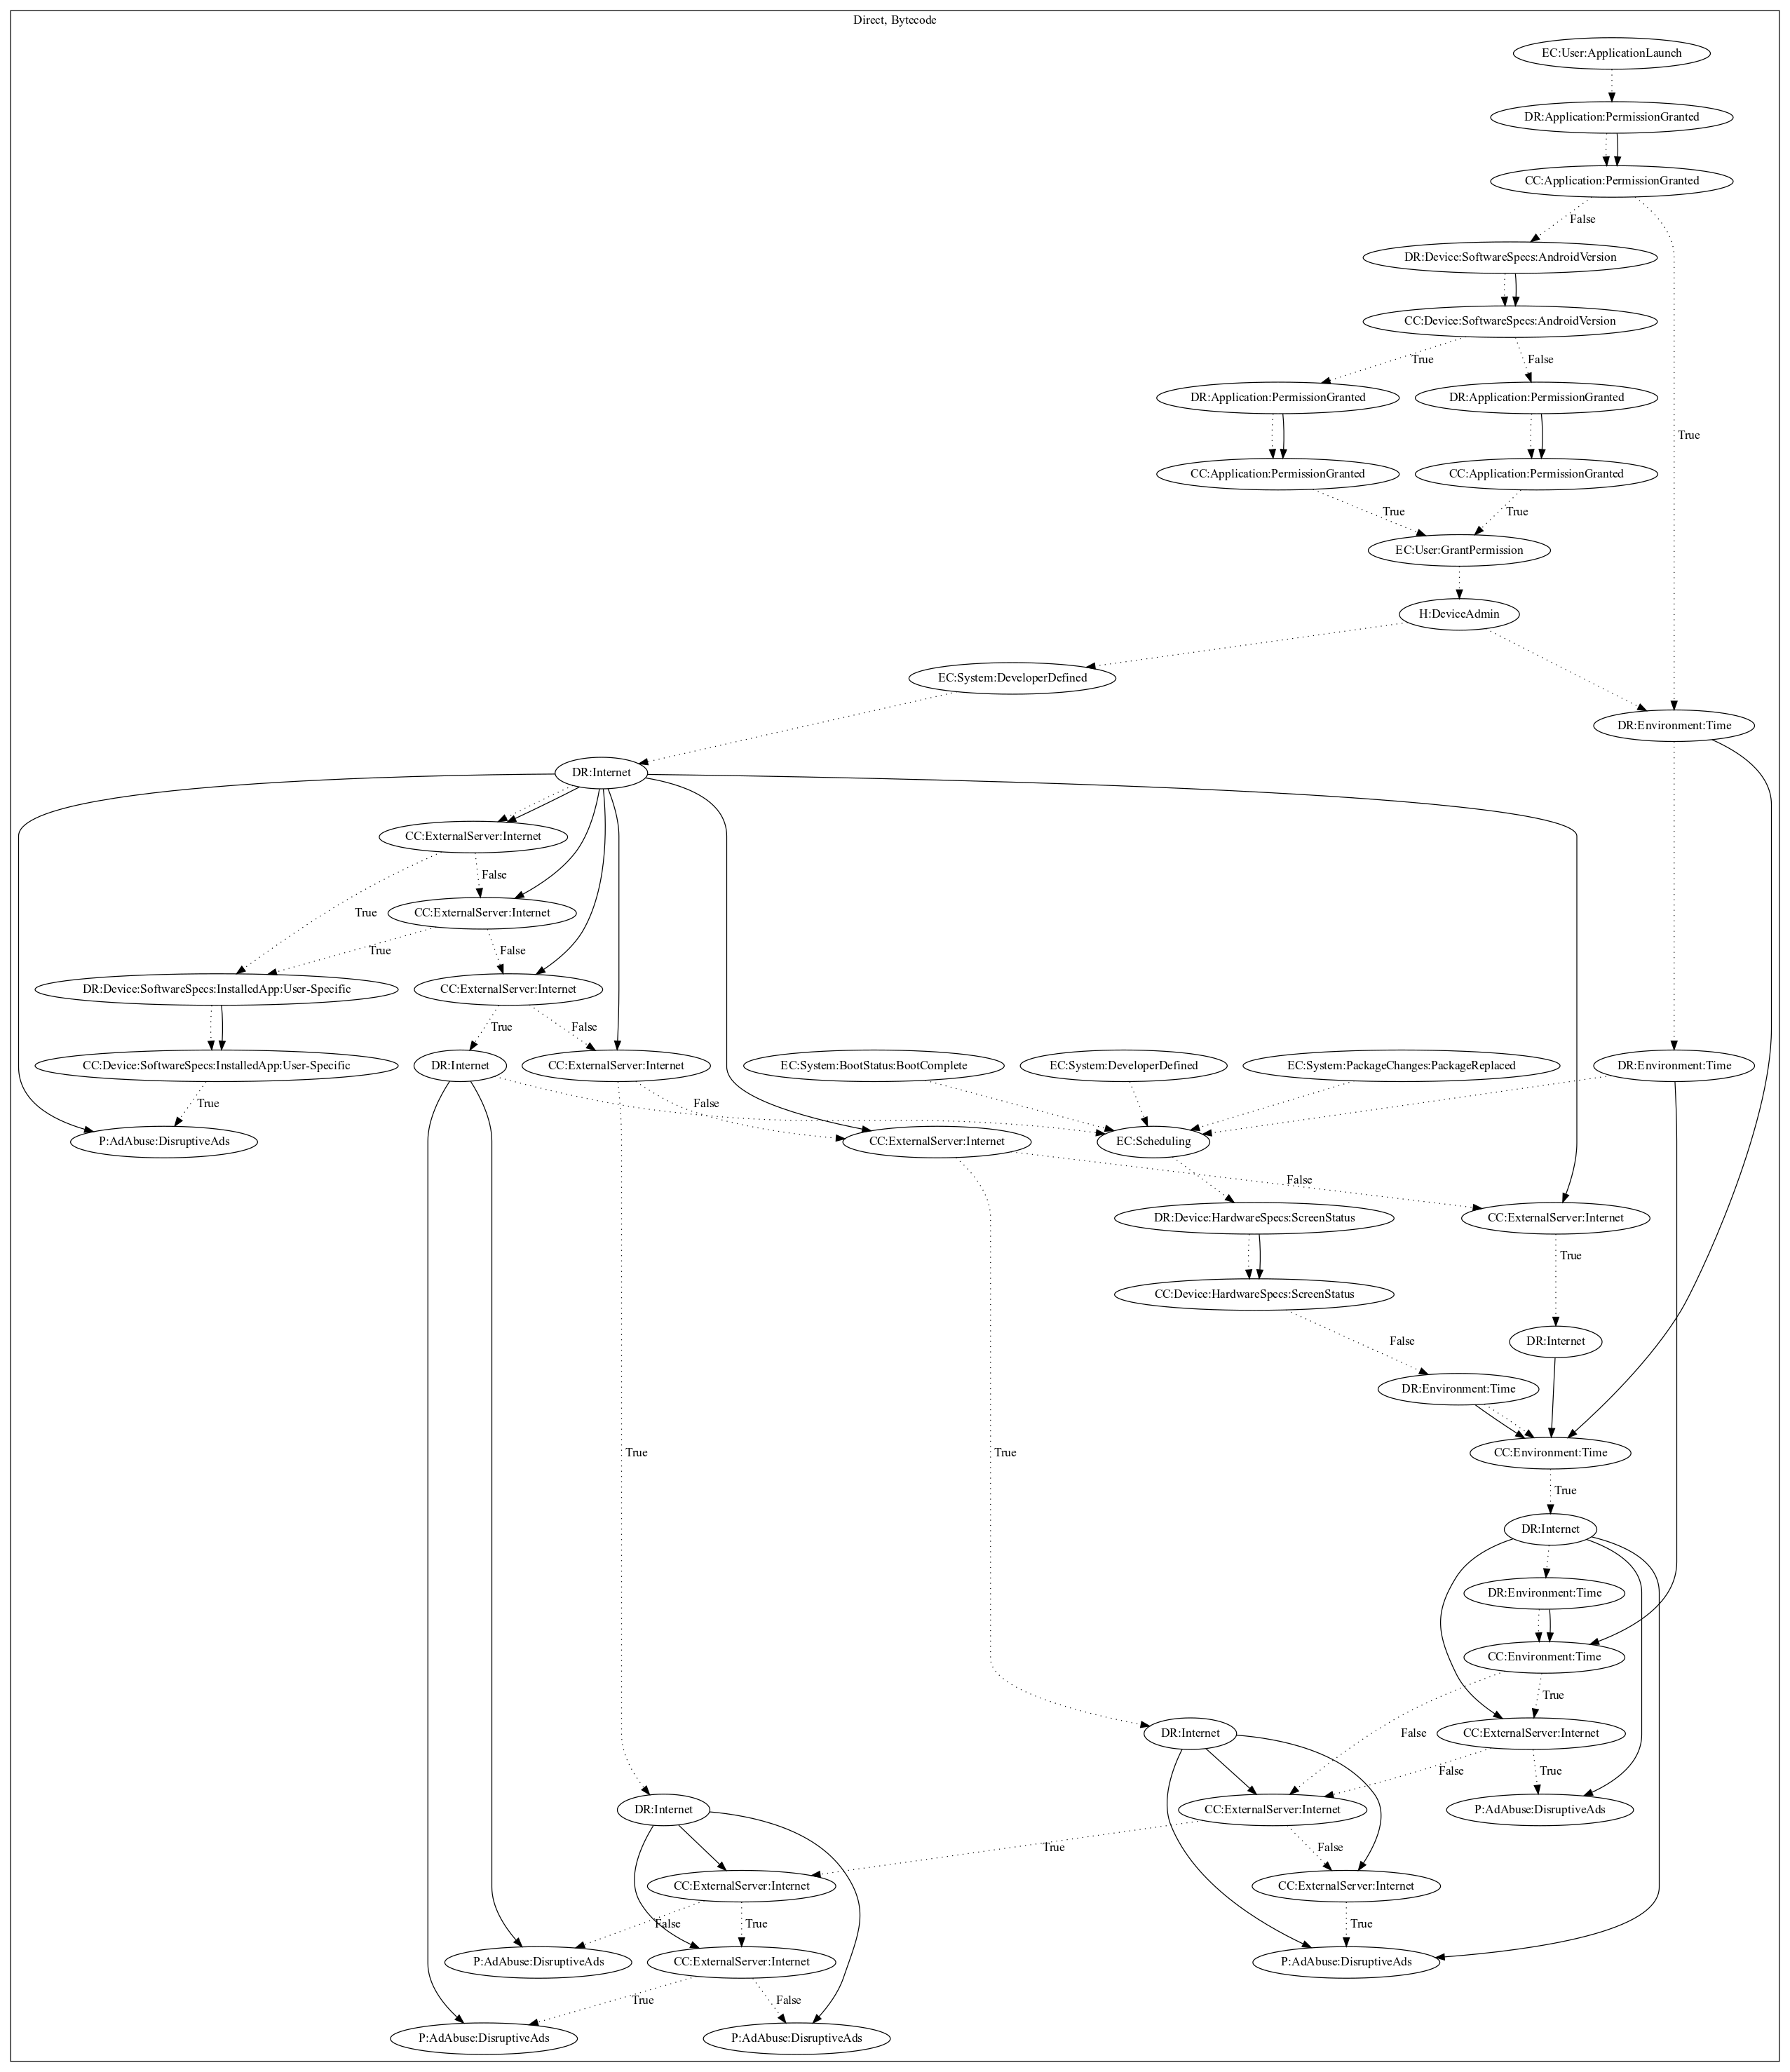 Direct, Bytecode
EC:User:ApplicationLaunch
DR:Application:PermissionGranted
CC:Application:PermissionGranted
False
DR:Device:SoftwareSpecs:AndroidVersion
CC:Device:SoftwareSpecs:AndroidVersion
True
False
DR:Application:PermissionGranted
DR:Application:PermissionGranted
True
CC:Application:PermissionGranted
CC:Application:PermissionGranted
True
True
EC:User:GrantPermission
H:DeviceAdmin
EC:System:DeveloperDefined
DR:Environment:Time
DR:Internet
CC:ExternalServer:Internet
False
True
CC:ExternalServer:Internet
True
False
DR:Device:SoftwareSpecs:InstalledApp:User-Specific
CC:ExternalServer:Internet
True
False
CC:Device:SoftwareSpecs:InstalledApp:User-Specific
DR:Internet
CC:ExternalServer:Internet
EC:System:BootStatus:BootComplete
EC:System:DeveloperDefined
EC:System:PackageChanges:PackageReplaced
DR:Environment:Time
True
False
P:AdAbuse:DisruptiveAds
CC:ExternalServer:Internet
EC:Scheduling
False
DR:Device:HardwareSpecs:ScreenStatus
CC:ExternalServer:Internet
True
CC:Device:HardwareSpecs:ScreenStatus
False
DR:Internet
DR:Environment:Time
True
True
CC:Environment:Time
True
DR:Internet
DR:Environment:Time
CC:Environment:Time
True
False
DR:Internet
CC:ExternalServer:Internet
False
True
DR:Internet
CC:ExternalServer:Internet
P:AdAbuse:DisruptiveAds
True
False
CC:ExternalServer:Internet
CC:ExternalServer:Internet
False
True
True
P:AdAbuse:DisruptiveAds
CC:ExternalServer:Internet
P:AdAbuse:DisruptiveAds
True
False
P:AdAbuse:DisruptiveAds
P:AdAbuse:DisruptiveAds